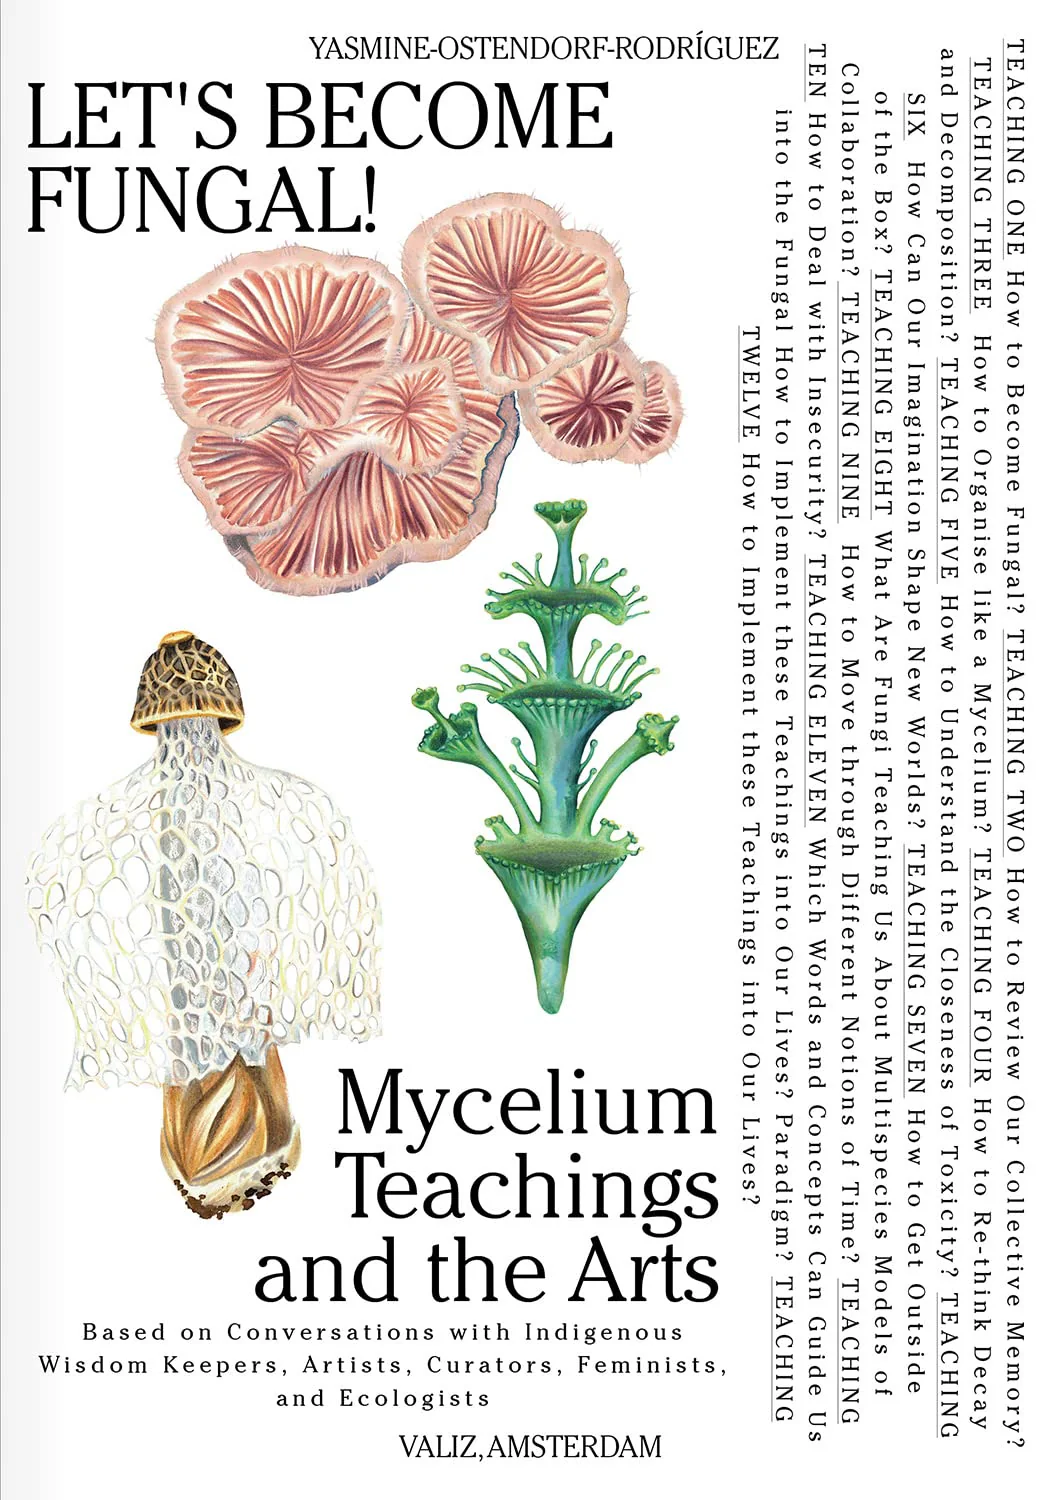 YASMINE-OSTENDORF-RODRÍGUEZ
LET'S BECOME
FUNGAL!
Mycelium
Teachings
and the Arts
Based on Conversations with Indigenous
Wisdom Keepers, Artists, Curators, Feminists,
and Ecologists
VALIZ, AMSTERDAM
TEACHING ONE How to Become Fungal? TEACHING TWO How to Review Our Collective Memory?
TEACHING THREE How to Organise like a Mycelium? TEACHING FOUR How to Re-think Decay
and Decomposition? TEACHING FIVE How to Understand the Closeness of Toxicity? TEACHING
SIX How Can Our Imagination Shape New Worlds? TEACHING SEVEN How to Get Outside
of the Box? TEACHING EIGHT What Are Fungi Teaching Us About Multispecies Models of
Collaboration? TEACHING NINE How to Move through Different Notions of Time? TEACHING
TEN How to Deal with Insecurity? TEACHING ELEVEN Which Words and Concepts Can Guide Us
into the Fungal How to Implement these Teachings into Our Lives? Paradigm? TEACHING
TWELVE How to Implement these Teachings into Our Lives?